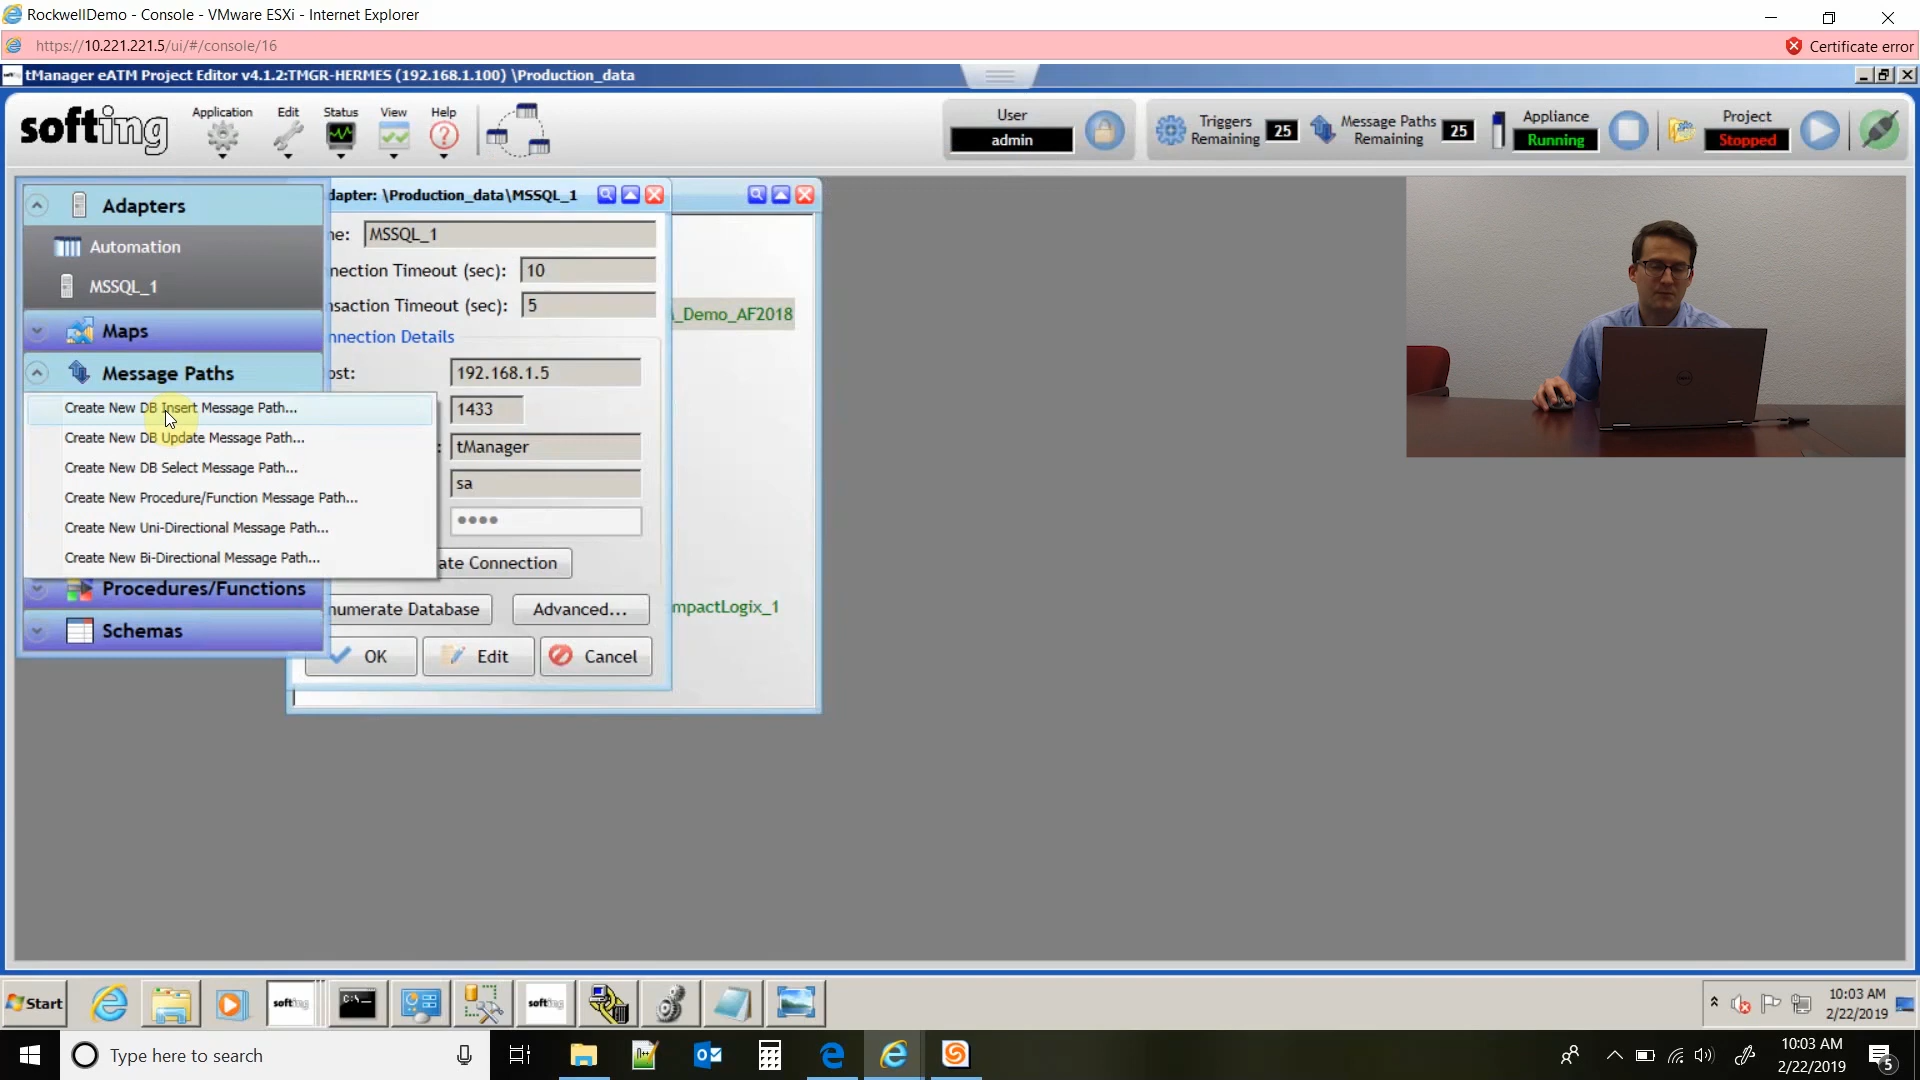 RockwellDemo - Console - VMware ESXi - Internet Explorer
https://10.221.221.5/ui/#/console/16
Certificate error
tManager eATM Project Editor v4.1.2:TMGR-HERMES (192.168.1.100) \Production_data
softing
Application
Edit
Status
View
Help
User
admin
Triggers
Remaining
25
Message Paths
Remaining
25
Appliance
Running
Project
Stopped
Adapters
Automation
MSSQL_1
Maps
Message Paths
Create New DB Insert Message Path...
Create New DB Update Message Path...
Create New DB Select Message Path...
Create New Procedure/Function Message Path...
Create New Uni-Directional Message Path...
Create New Bi-Directional Message Path...
Procedures/Functions
Schemas
dapter: \Production_data\MSSQL_1
ne:
MSSQL_1
nection Timeout (sec):
10
nsaction Timeout (sec):
5
nnection Details
ost:
192.168.1.5
1433
:
tManager
sa
ate Connection
numerate Database
Advanced...
OK
Edit
Cancel
_Demo_AF2018
mpactLogix_1
Start
softing
C:\_
softing
10:03 AM
2/22/2019
Type here to search
10:03 AM
2/22/2019
5